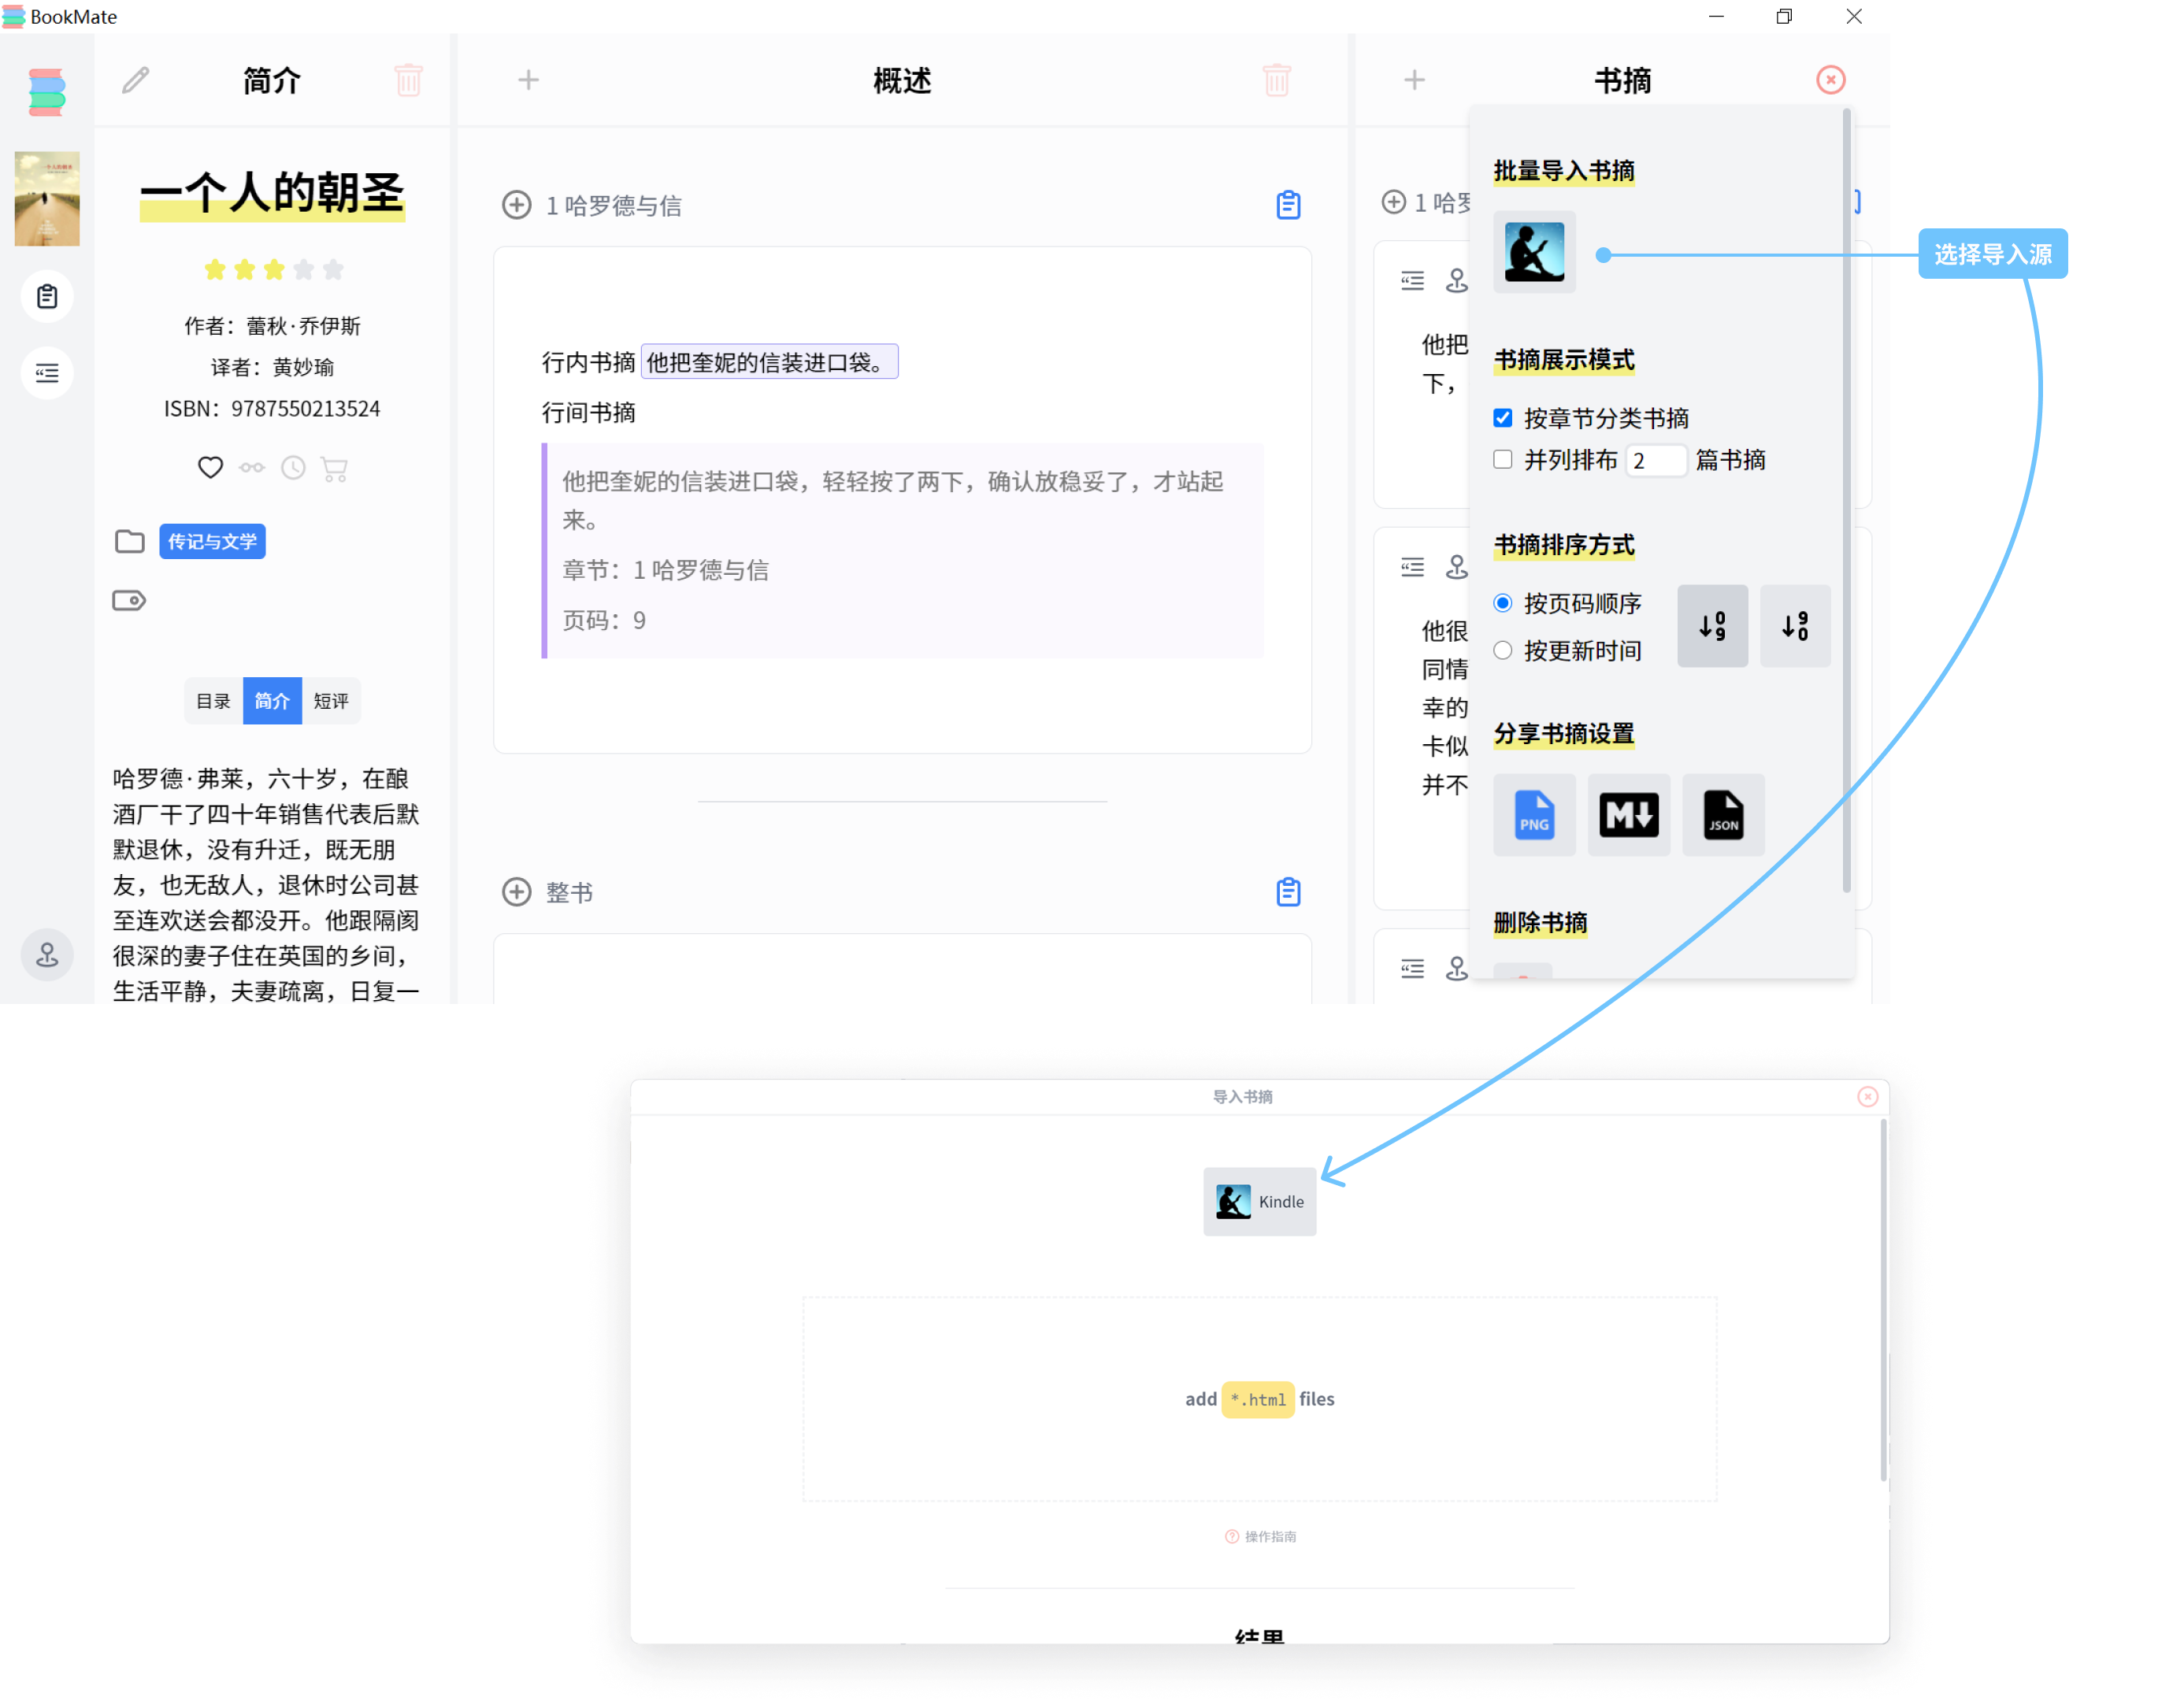 BookMate
简介
一个人的朝圣
作者：蕾秋·乔伊斯
译者：黄妙瑜
ISBN：9787550213524
传记与文学
目录 简介 短评
哈罗德·弗莱，六十岁，在酿
酒厂干了四十年销售代表后默
默退休，没有升迁，既无朋
友，也无敌人，退休时公司甚
至连欢送会都没开。他跟隔阂
很深的妻子住在英国的乡间，
生活平静，夫妻疏离，日复一
概述
1 哈罗德与信
行内书摘 他把奎妮的信装进口袋。
行间书摘
他把奎妮的信装进口袋，轻轻按了两下，确认放稳妥了，才站起
来。
章节：1 哈罗德与信
页码：9
整书
书摘
1 哈罗
他把
下，
他很
同情
幸的
卡似
并不
批量导入书摘
书摘展示模式
按章节分类书摘
并列排布 2 篇书摘
书摘排序方式
按页码顺序
按更新时间
0
9
9
0
分享书摘设置
PNG
M
JSON
删除书摘
选择导入源
导入书摘
Kindle
add *.html files
操作指南
结果